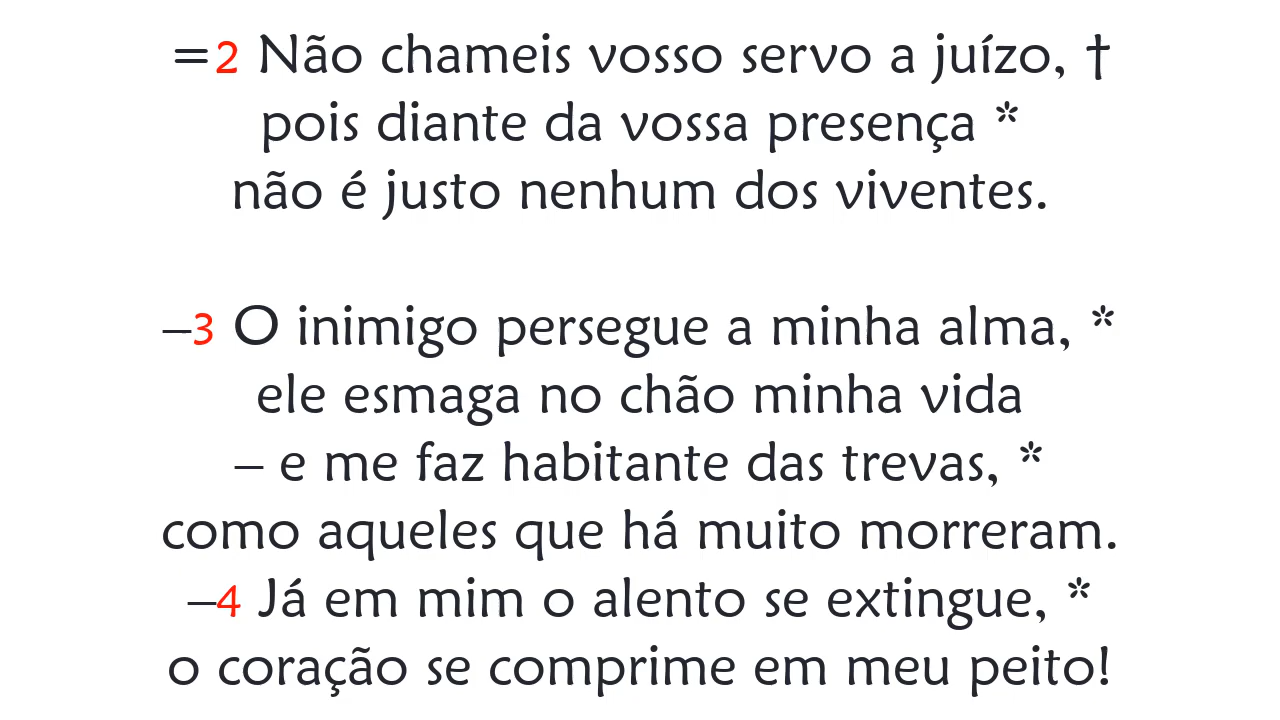 =2 Não chameis vosso servo a juízo, †
pois diante da vossa presença *
não é justo nenhum dos viventes.
–3 O inimigo persegue a minha alma, *
ele esmaga no chão minha vida
– e me faz habitante das trevas, *
como aqueles que há muito morreram.
–4 Já em mim o alento se extingue, *
o coração se comprime em meu peito!